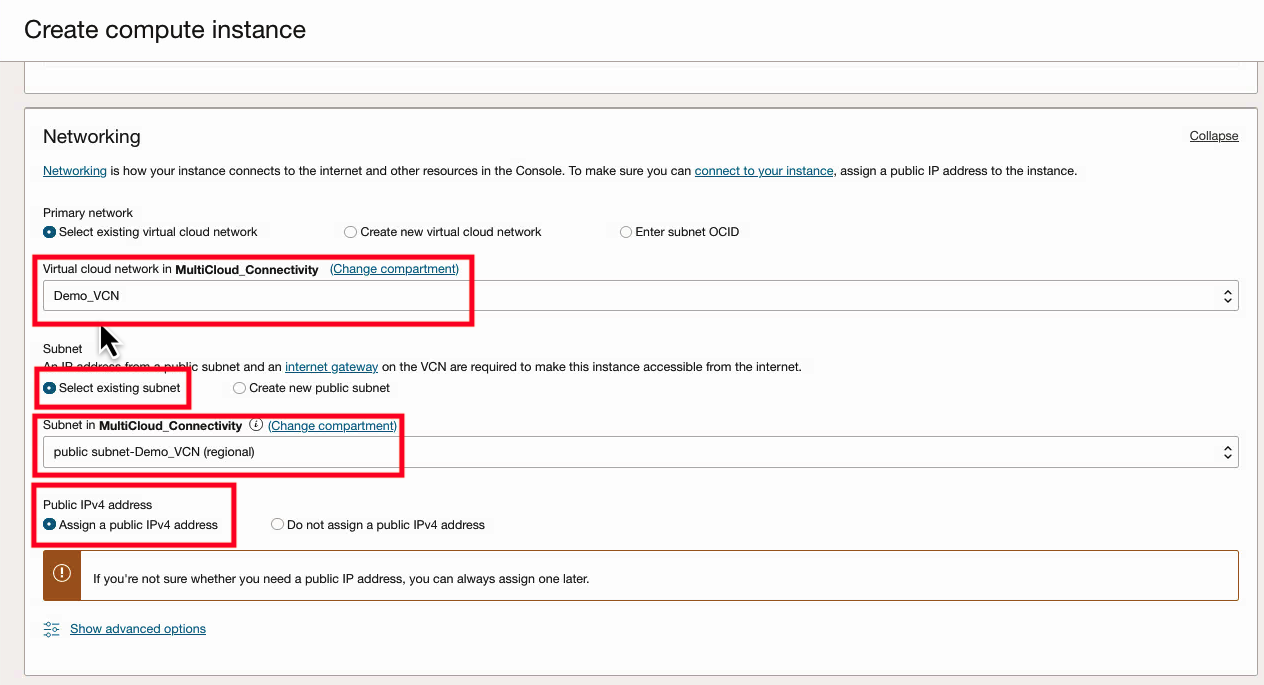 Create compute instance
Networking
Collapse
Networking is how your instance connects to the internet and other resources in the Console. To make sure you can connect to your instance, assign a public IP address to the instance.
Primary network
Select existing virtual cloud network
Create new virtual cloud network
Enter subnet OCID
Virtual cloud network in MultiCloud_Connectivity (Change compartment)
Demo_VCN
Subnet
An IP address from a public subnet and an internet gateway on the VCN are required to make this instance accessible from the internet.
Select existing subnet
Create new public subnet
Subnet in MultiCloud_Connectivity (Change compartment)
public subnet-Demo_VCN (regional)
Public IPv4 address
Assign a public IPv4 address
Do not assign a public IPv4 address
If you're not sure whether you need a public IP address, you can always assign one later.
Show advanced options